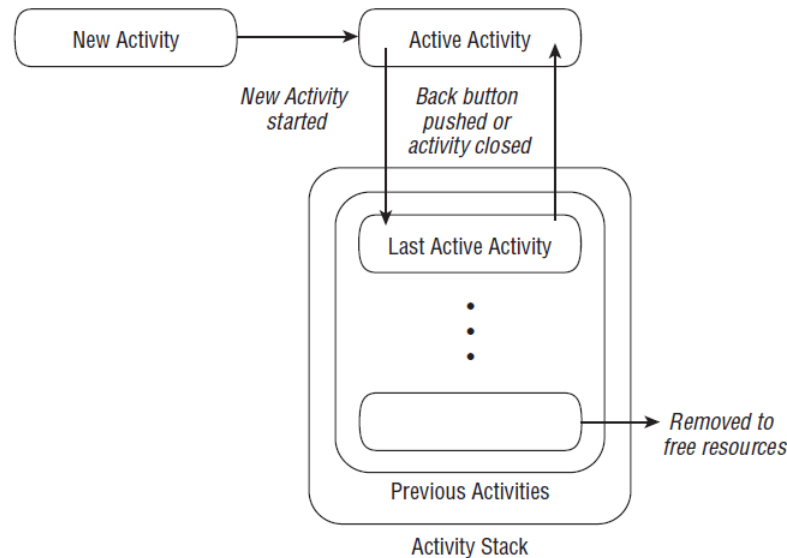 New Activity
Active Activity
New Activity
started
Back button
pushed or
activity closed
Last Active Activity
Removed to
free resources
Previous Activities
Activity Stack